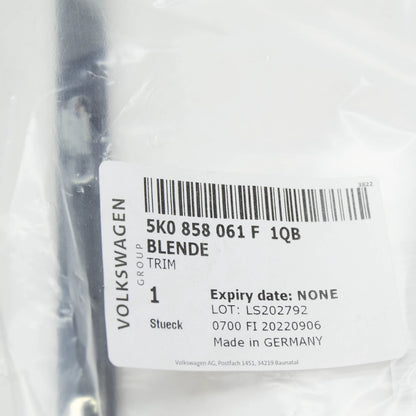 3822
VOLKSWAGEN
GROUP
5K0 858 061 F 1QB
BLENDE
TRIM
1
Stueck
Expiry date: NONE
LOT: LS202792
0700 FI 20220906
Made in GERMANY
Volkswagen AG, Postfach 1451, 34219 Baunatal